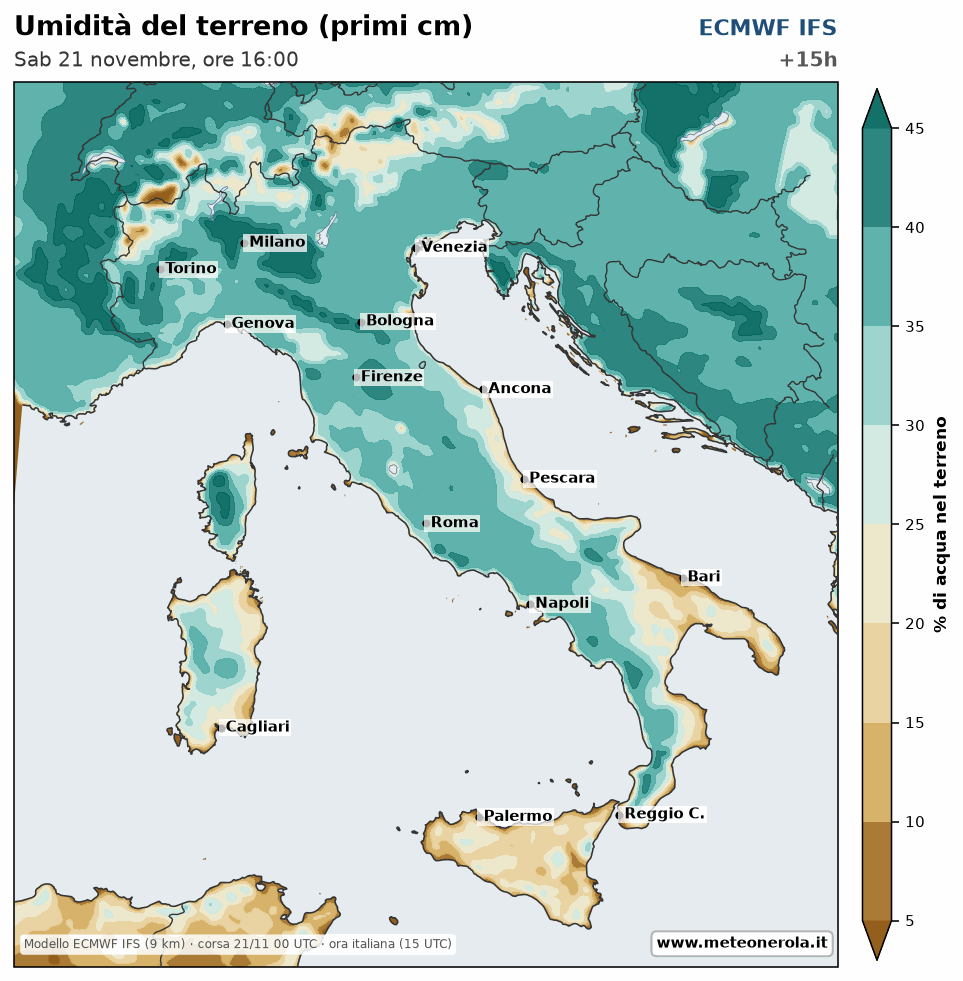 Umidità del terreno (primi cm)
ECMWF IFS
Sab 21 novembre, ore 16:00
+15h
Milano
Venezia
Torino
Genova
Bologna
Firenze
Ancona
Pescara
Roma
Bari
Napoli
Cagliari
Palermo
Reggio C.
45
40
35
30
25
20
15
10
5
% di acqua nel terreno
Modello ECMWF IFS (9 km) · corsa 21/11 00 UTC · ora italiana (15 UTC)
www.meteonerola.it